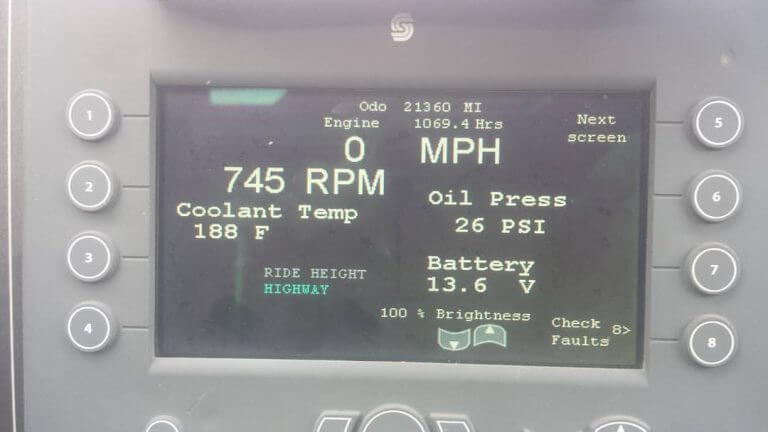 Odo 21360 MI
Engine 1069.4 Hrs
Next
screen
0 MPH
745 RPM
Coolant Temp
188 F
Oil Press
26 PSI
RIDE HEIGHT
HIGHWAY
Battery
13.6 V
100 % Brightness
Check 8>
Faults
1
2
3
4
5
6
7
8